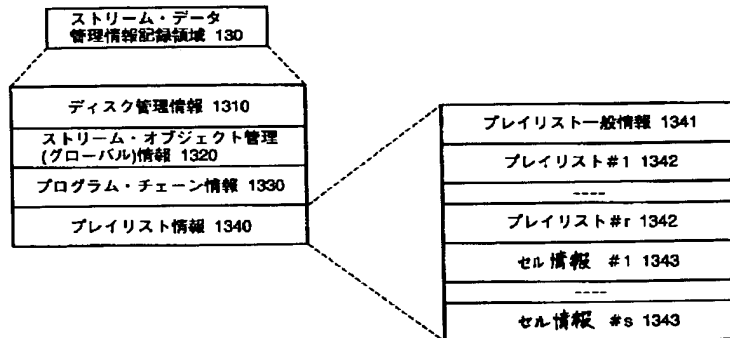 ストリーム・データ
管理情報記録領域 130
ディスク管理情報 1310
ストリーム・オブジェクト管理
(グローバル)情報 1320
プログラム・チェーン情報 1330
プレイリスト情報 1340
プレイリスト一般情報 1341
プレイリスト#1 1342
----
プレイリスト#r 1342
セル情報 #1 1343
----
セル情報 #s 1343